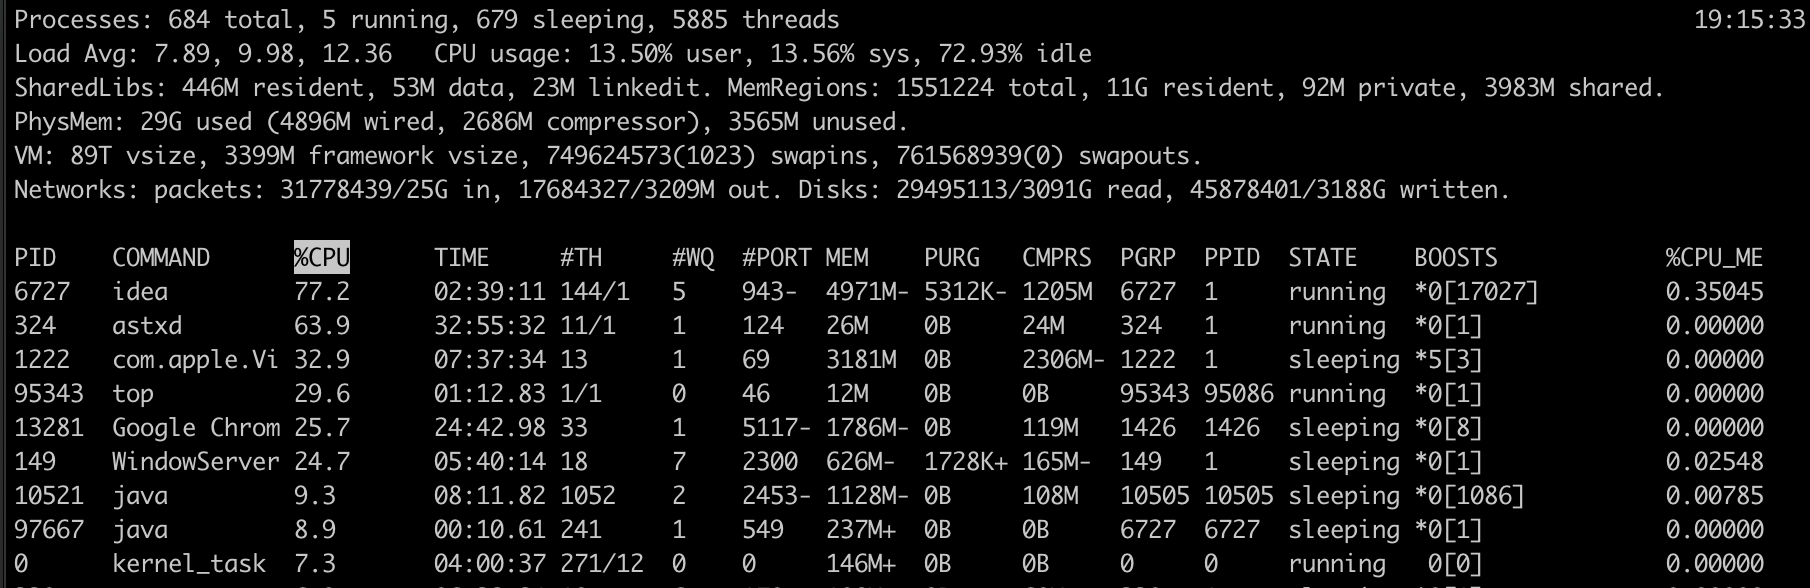 Processes: 684 total, 5 running, 679 sleeping, 5885 threads 19:15:33
Load Avg: 7.89, 9.98, 12.36 CPU usage: 13.50% user, 13.56% sys, 72.93% idle
SharedLibs: 446M resident, 53M data, 23M linkedit. MemRegions: 1551224 total, 11G resident, 92M private, 3983M shared.
PhysMem: 29G used (4896M wired, 2686M compressor), 3565M unused.
VM: 89T vsize, 3399M framework vsize, 749624573(1023) swapins, 761568939(0) swapouts.
Networks: packets: 31778439/25G in, 17684327/3209M out. Disks: 29495113/3091G read, 45878401/3188G written.
PID COMMAND %CPU TIME #TH #WQ #PORT MEM PURG CMPRS PGRP PPID STATE BOOSTS %CPU_ME
6727 idea 77.2 02:39:11 144/1 5 943- 4971M- 5312K- 1205M 6727 1 running *0[17027] 0.35045
324 astxd 63.9 32:55:32 11/1 1 124 26M 0B 24M 324 1 running *0[1] 0.00000
1222 com.apple.Vi 32.9 07:37:34 13 1 69 3181M 0B 2306M- 1222 1 sleeping *5[3] 0.00000
95343 top 29.6 01:12.83 1/1 0 46 12M 0B 0B 95343 95086 running *0[1] 0.00000
13281 Google Chrom 25.7 24:42.98 33 1 5117- 1786M- 0B 119M 1426 1426 sleeping *0[8] 0.00000
149 WindowServer 24.7 05:40:14 18 7 2300 626M- 1728K+ 165M- 149 1 sleeping *0[1] 0.02548
10521 java 9.3 08:11.82 1052 2 2453- 1128M- 0B 108M 10505 10505 sleeping *0[1086] 0.00785
97667 java 8.9 00:10.61 241 1 549 237M+ 0B 0B 6727 6727 sleeping *0[1] 0.00000
0 kernel_task 7.3 04:00:37 271/12 0 0 146M+ 0B 0B 0 0 running 0[0] 0.00000